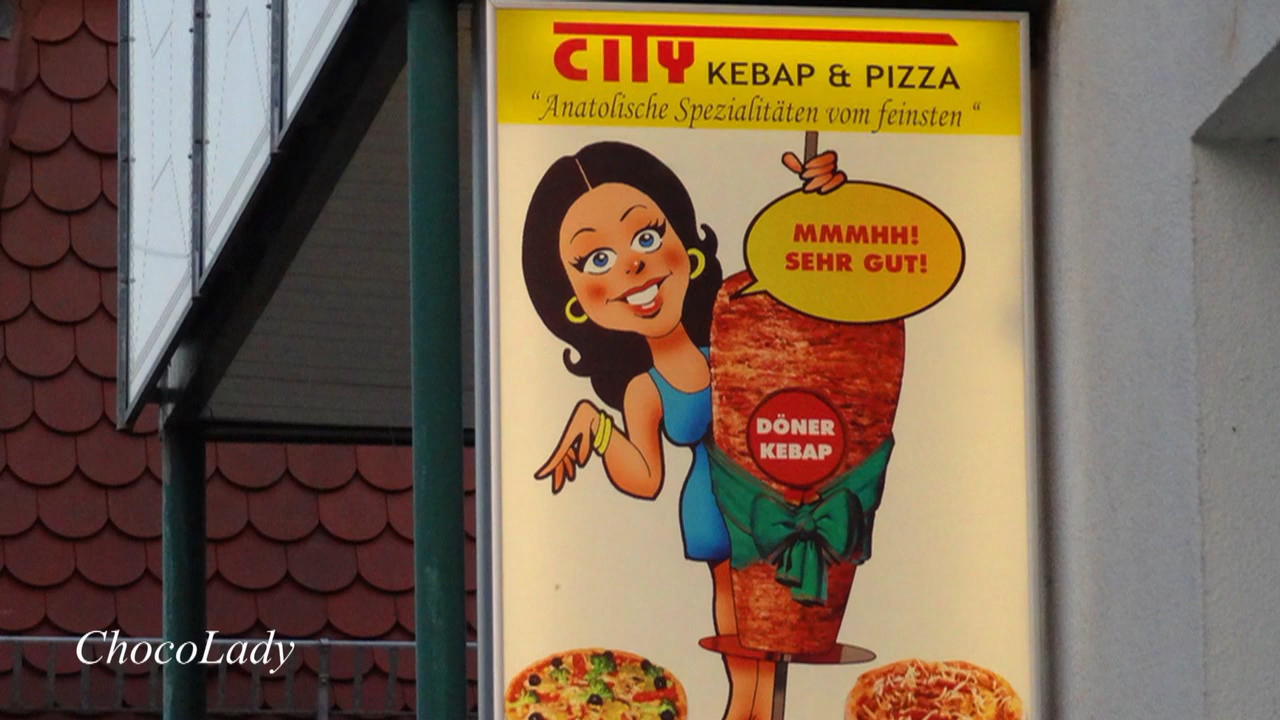 CITY KEBAP & PIZZA
“Anatolische Spezialitäten vom feinsten “
MMMHH!
SEHR GUT!
DÖNER
KEBAP
ChocoLady